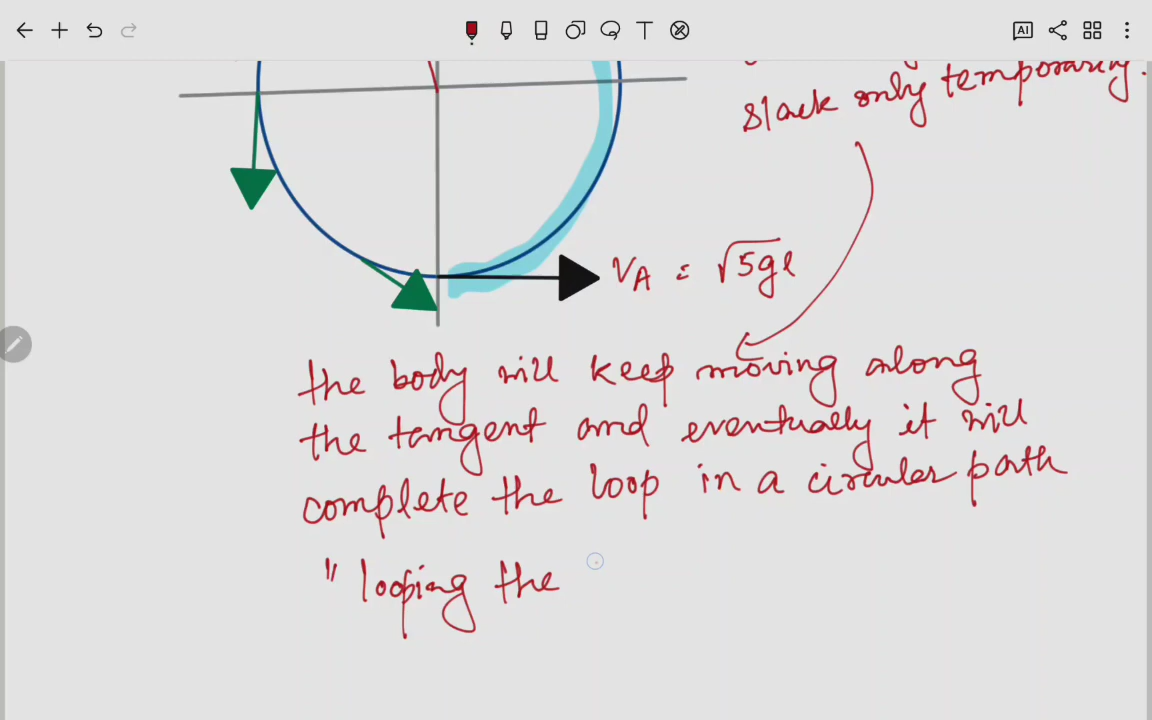 slack only temporarily.
V_A = √5gl
the body will keep moving along
the tangent and eventually it will
complete the loop in a circular path
" looping the